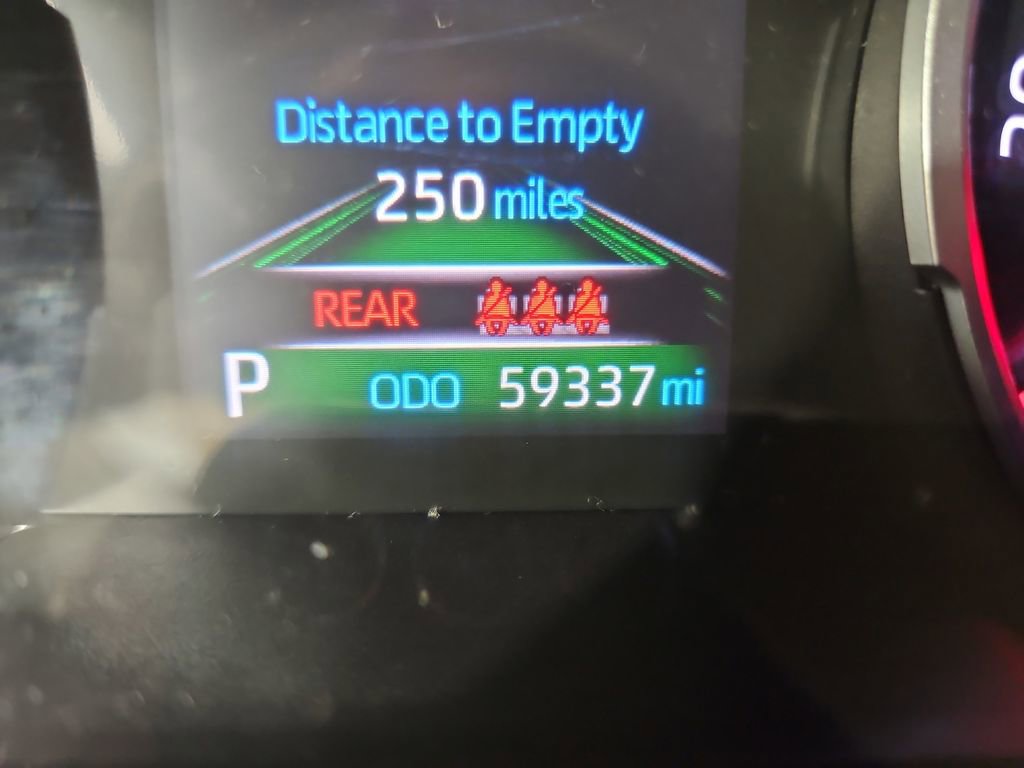 Distance to Empty
250 miles
REAR
P ODO 59337 mi